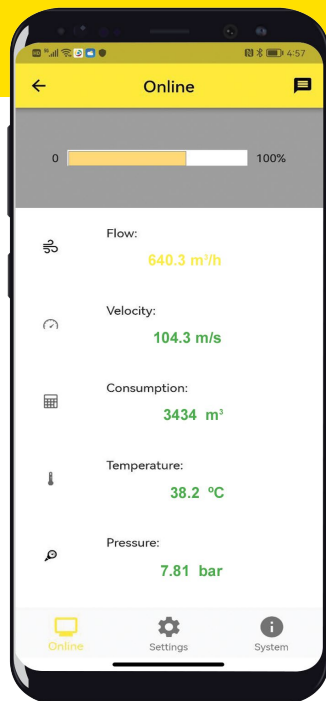 4:57
Online
0 100%
Flow:
640.3 m³/h
Velocity:
104.3 m/s
Consumption:
3434 m³
Temperature:
38.2 ºC
Pressure:
7.81 bar
Online Settings System